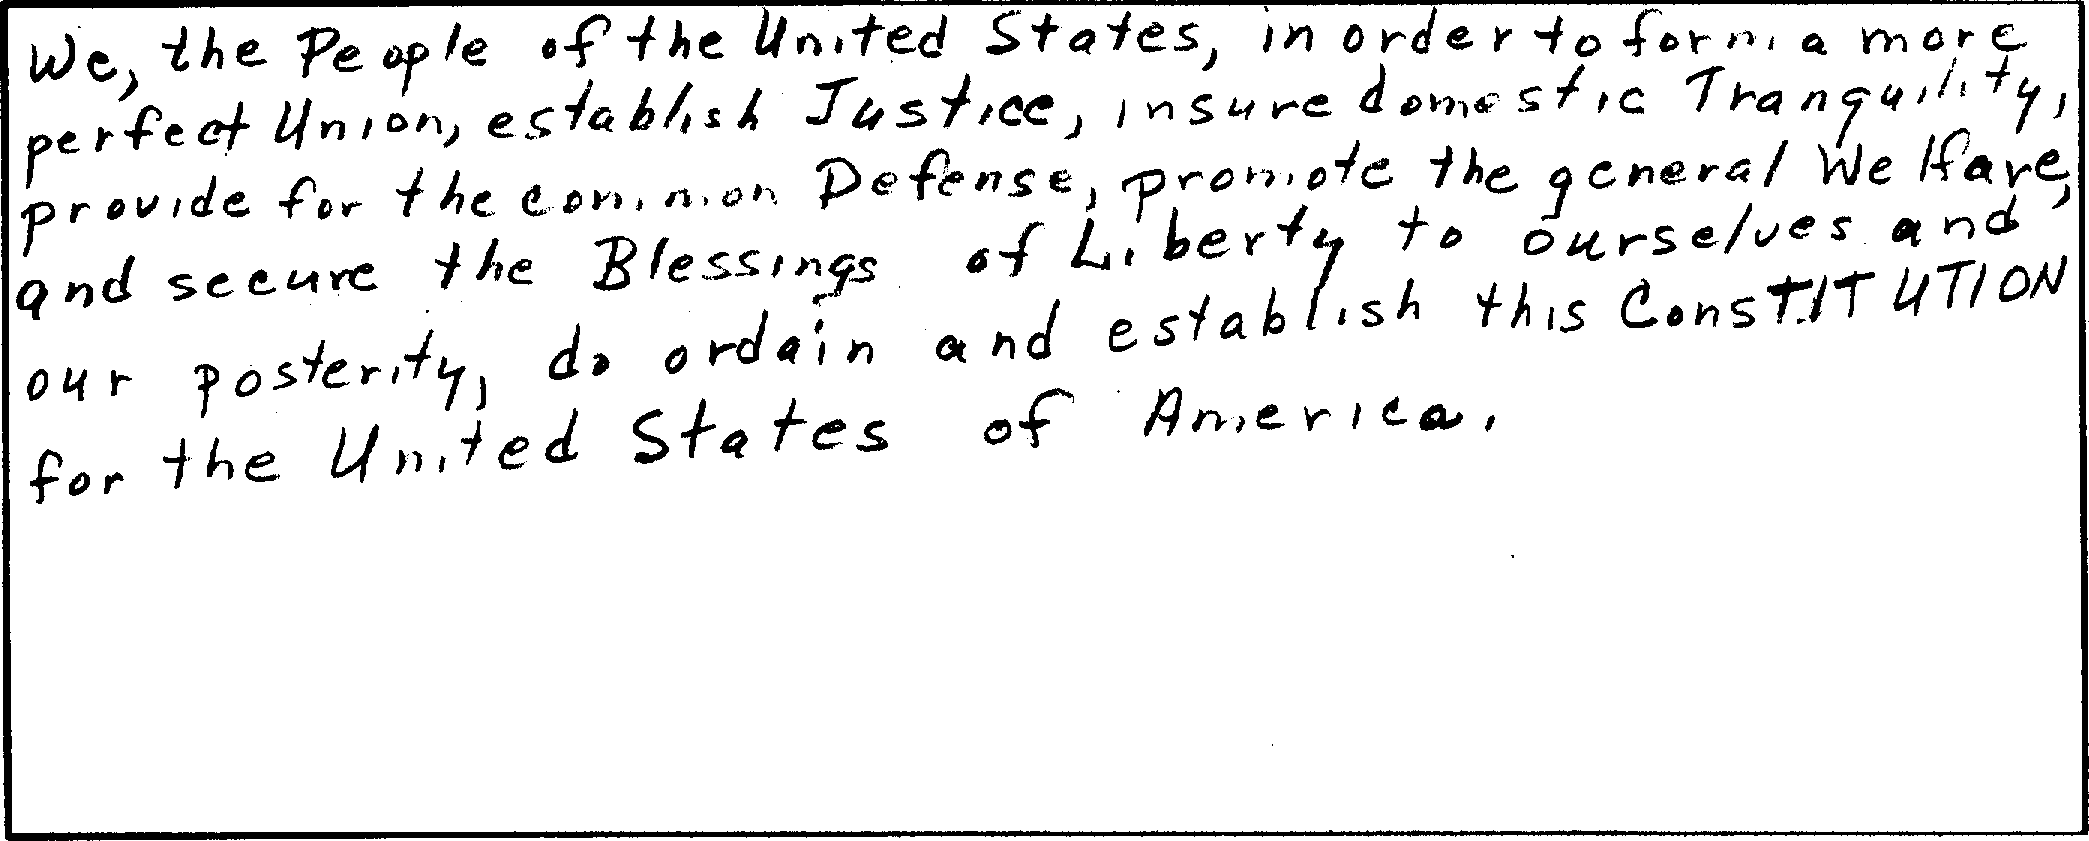 We, the People of the United States, in order to form a more
perfect Union, establish Justice, insure domestic Tranquility,
provide for the common Defense, promote the general Welfare,
and secure the Blessings of Liberty to ourselves and
our posterity, do ordain and establish this ConsTITUTION
for the United States of America.